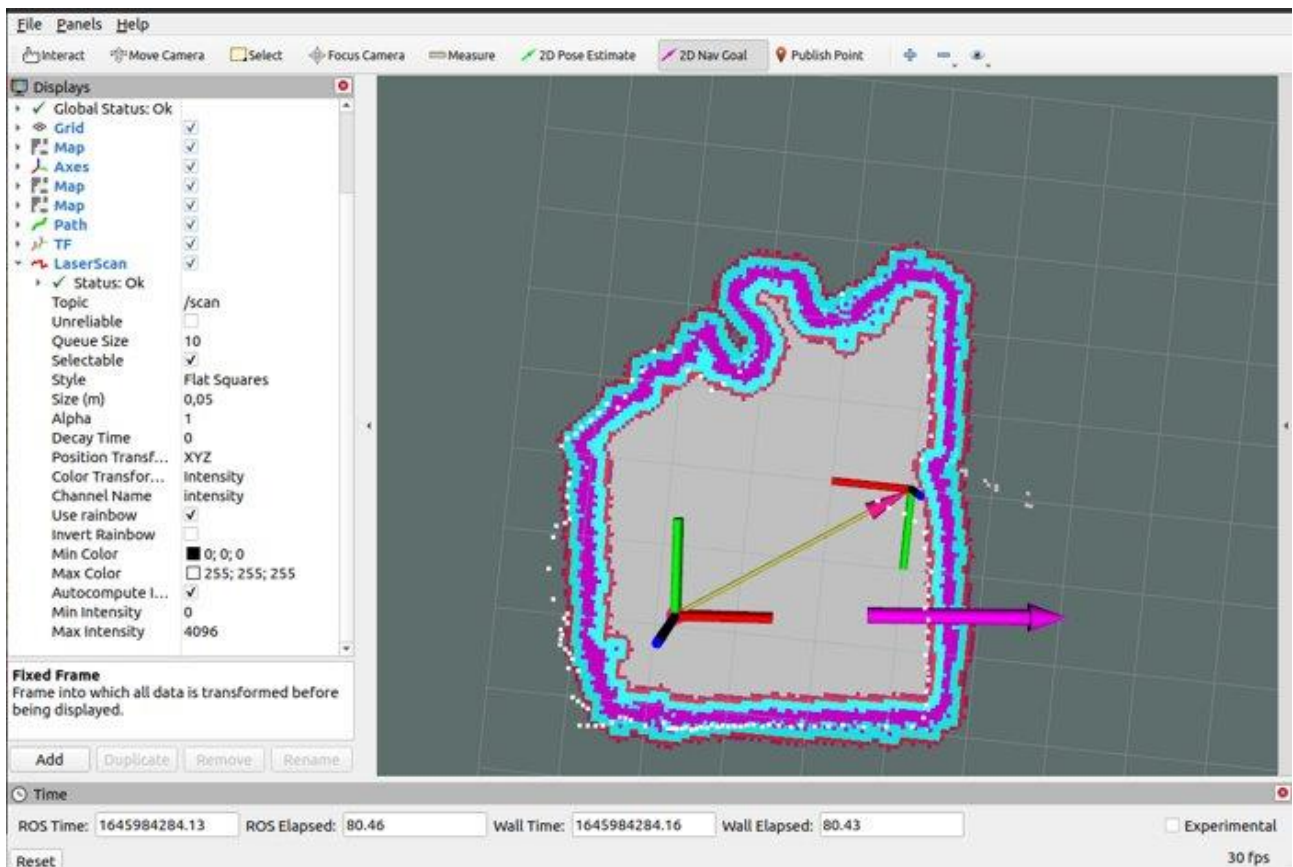 File Panels Help
Interact Move Camera Select Focus Camera Measure 2D Pose Estimate 2D Nav Goal Publish Point
Displays
Global Status: Ok
Grid
Map
Axes
Map
Map
Path
TF
LaserScan
Status: Ok
Topic /scan
Unreliable
Queue Size 10
Selectable
Style Flat Squares
Size (m) 0,05
Alpha 1
Decay Time 0
Position Transf... XYZ
Color Transfor... Intensity
Channel Name intensity
Use rainbow
Invert Rainbow
Min Color 0; 0; 0
Max Color 255; 255; 255
Autocompute I...
Min Intensity 0
Max Intensity 4096
Fixed Frame
Frame into which all data is transformed before
being displayed.
Add Duplicate Remove Rename
Time
ROS Time: 1645984284.13 ROS Elapsed: 80.46 Wall Time: 1645984284.16 Wall Elapsed: 80.43 Experimental
Reset 30 fps